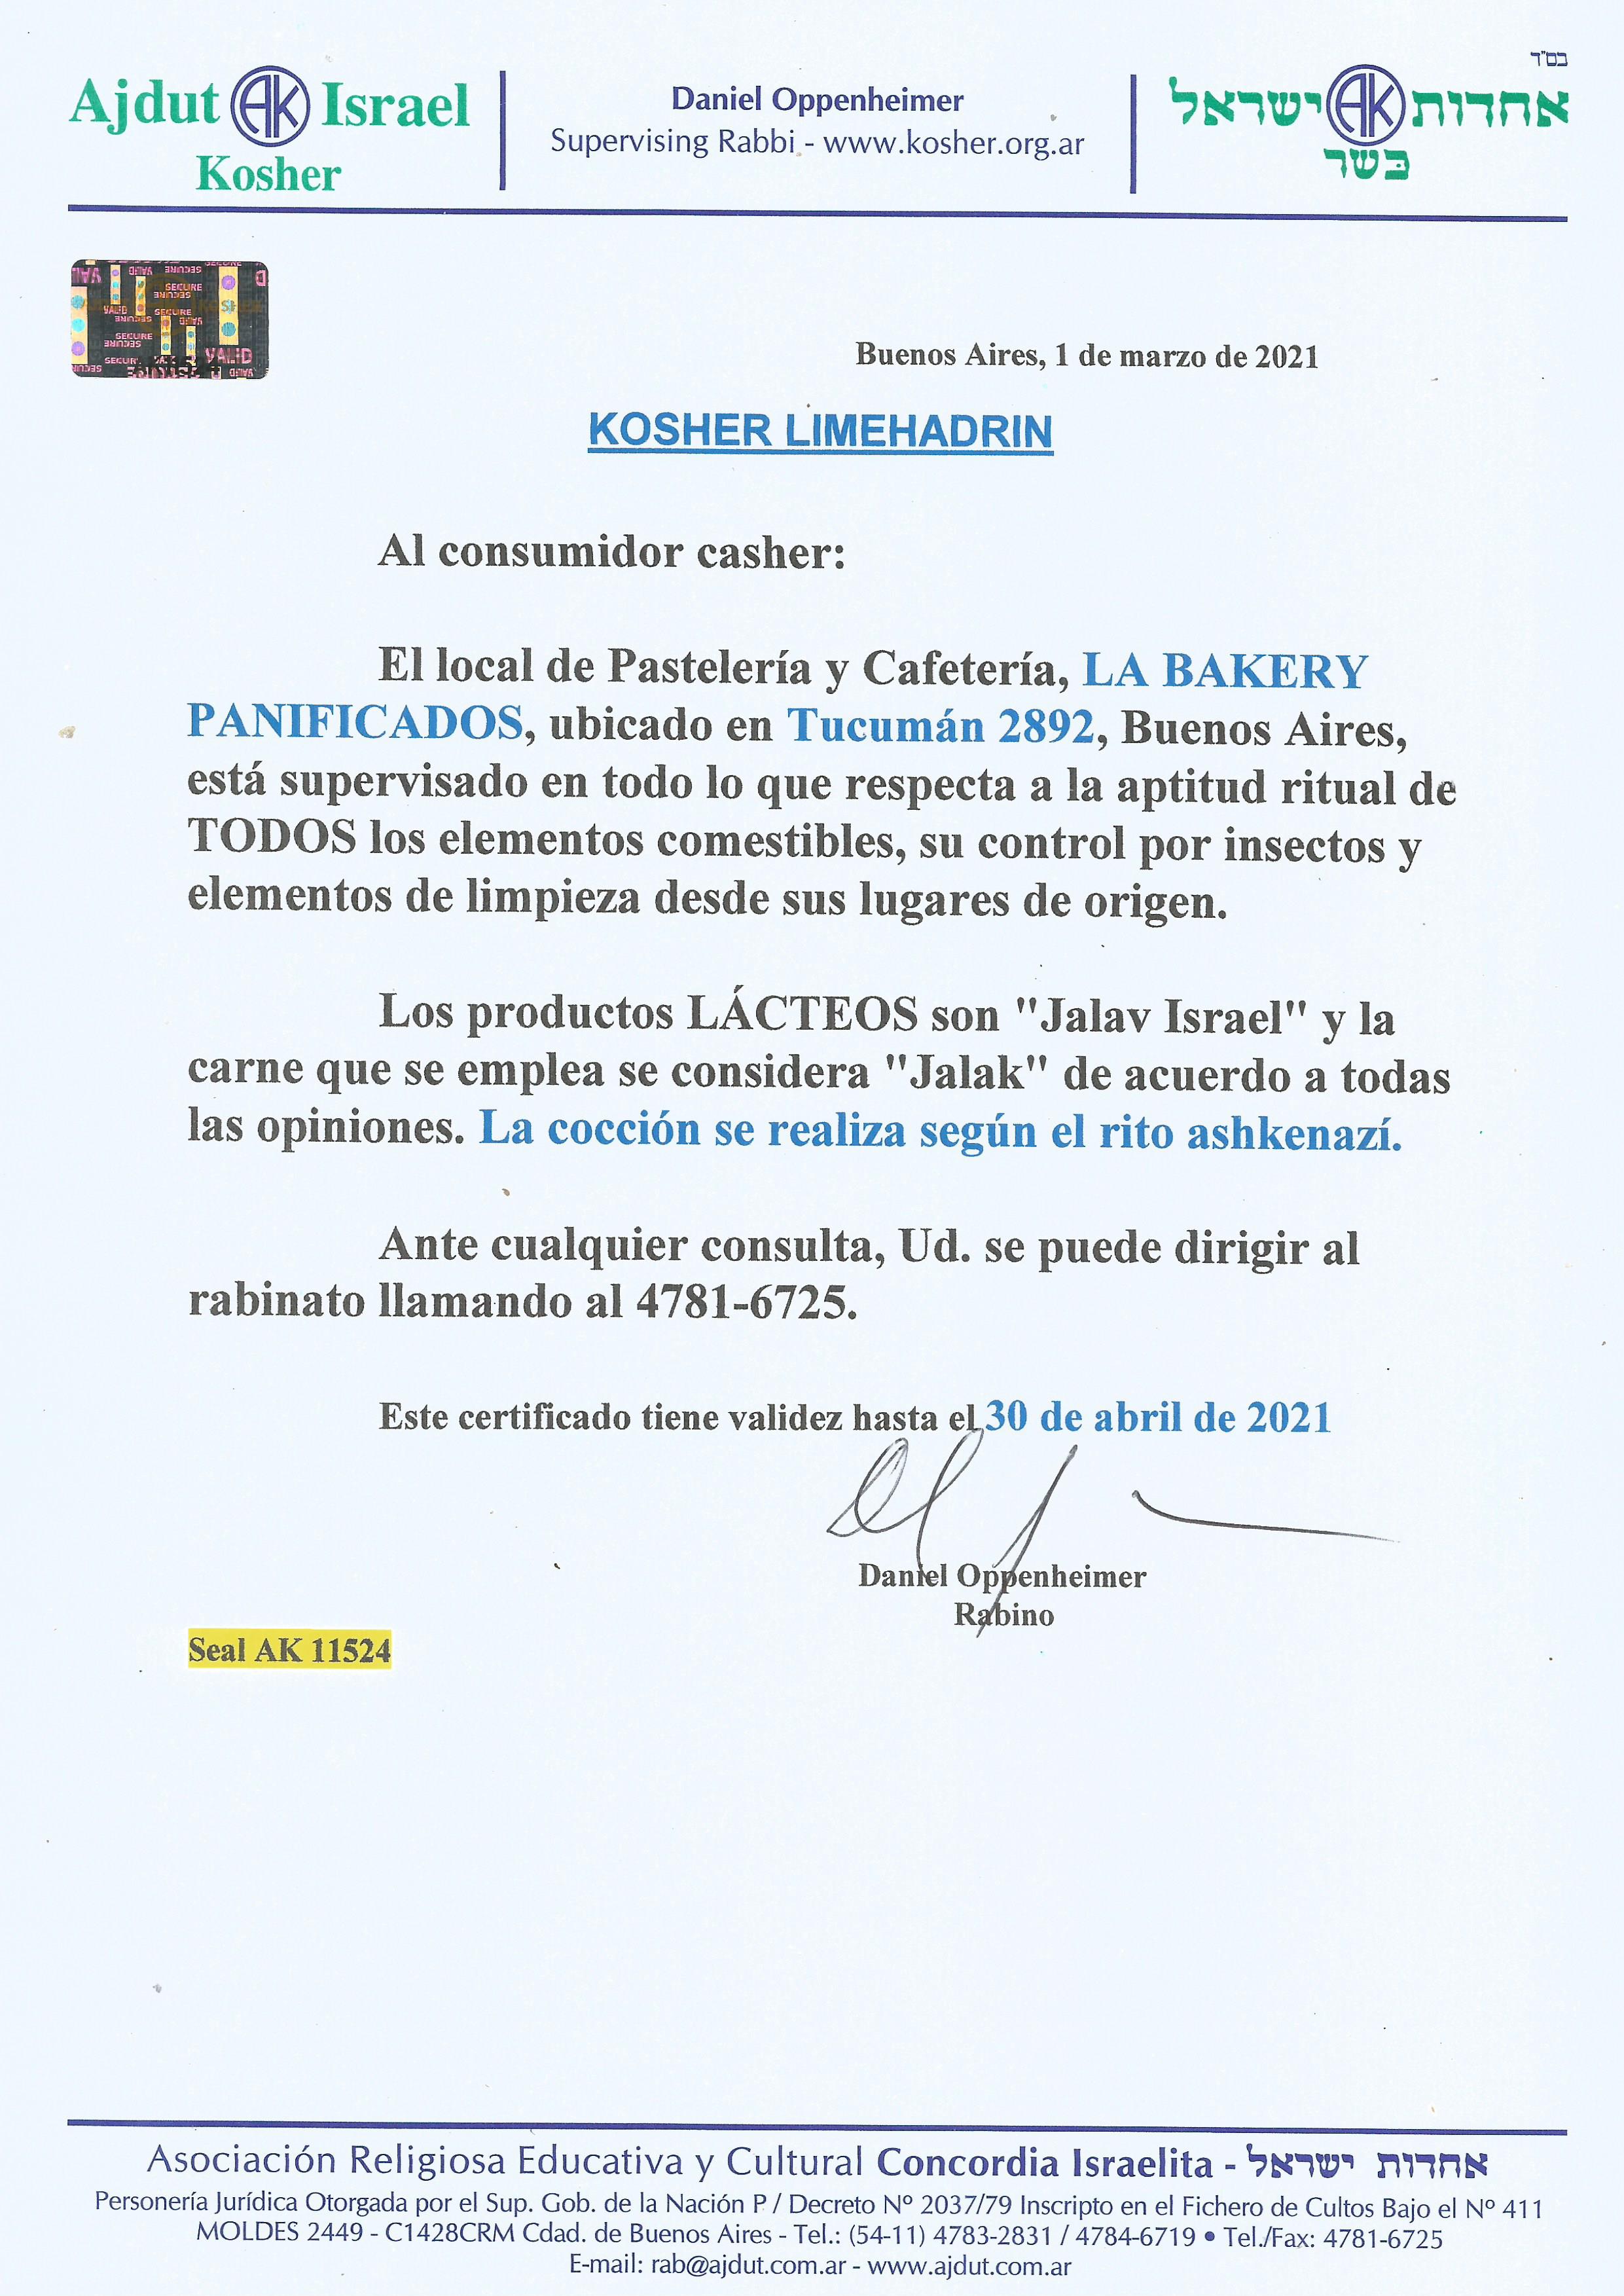 בס"ד
Ajdut AK Israel
Kosher
Daniel Oppenheimer
Supervising Rabbi - www.kosher.org.ar
אחדות AK ישראל
כשר
VALID SECURE
Buenos Aires, 1 de marzo de 2021
KOSHER LIMEHADRIN
Al consumidor casher:
El local de Pastelería y Cafetería, LA BAKERY
PANIFICADOS, ubicado en Tucumán 2892, Buenos Aires,
está supervisado en todo lo que respecta a la aptitud ritual de
TODOS los elementos comestibles, su control por insectos y
elementos de limpieza desde sus lugares de origen.
Los productos LÁCTEOS son "Jalav Israel" y la
carne que se emplea se considera "Jalak" de acuerdo a todas
las opiniones. La cocción se realiza según el rito ashkenazí.
Ante cualquier consulta, Ud. se puede dirigir al
rabinato llamando al 4781-6725.
Este certificado tiene validez hasta el 30 de abril de 2021
Daniel Oppenheimer
Rabino
Seal AK 11524
Asociación Religiosa Educativa y Cultural Concordia Israelita - אחדות ישראל
Personería Jurídica Otorgada por el Sup. Gob. de la Nación P / Decreto Nº 2037/79 Inscripto en el Fichero de Cultos Bajo el Nº 411
MOLDES 2449 - C1428CRM Cdad. de Buenos Aires - Tel.: (54-11) 4783-2831 / 4784-6719 • Tel./Fax: 4781-6725
E-mail: rab@ajdut.com.ar - www.ajdut.com.ar